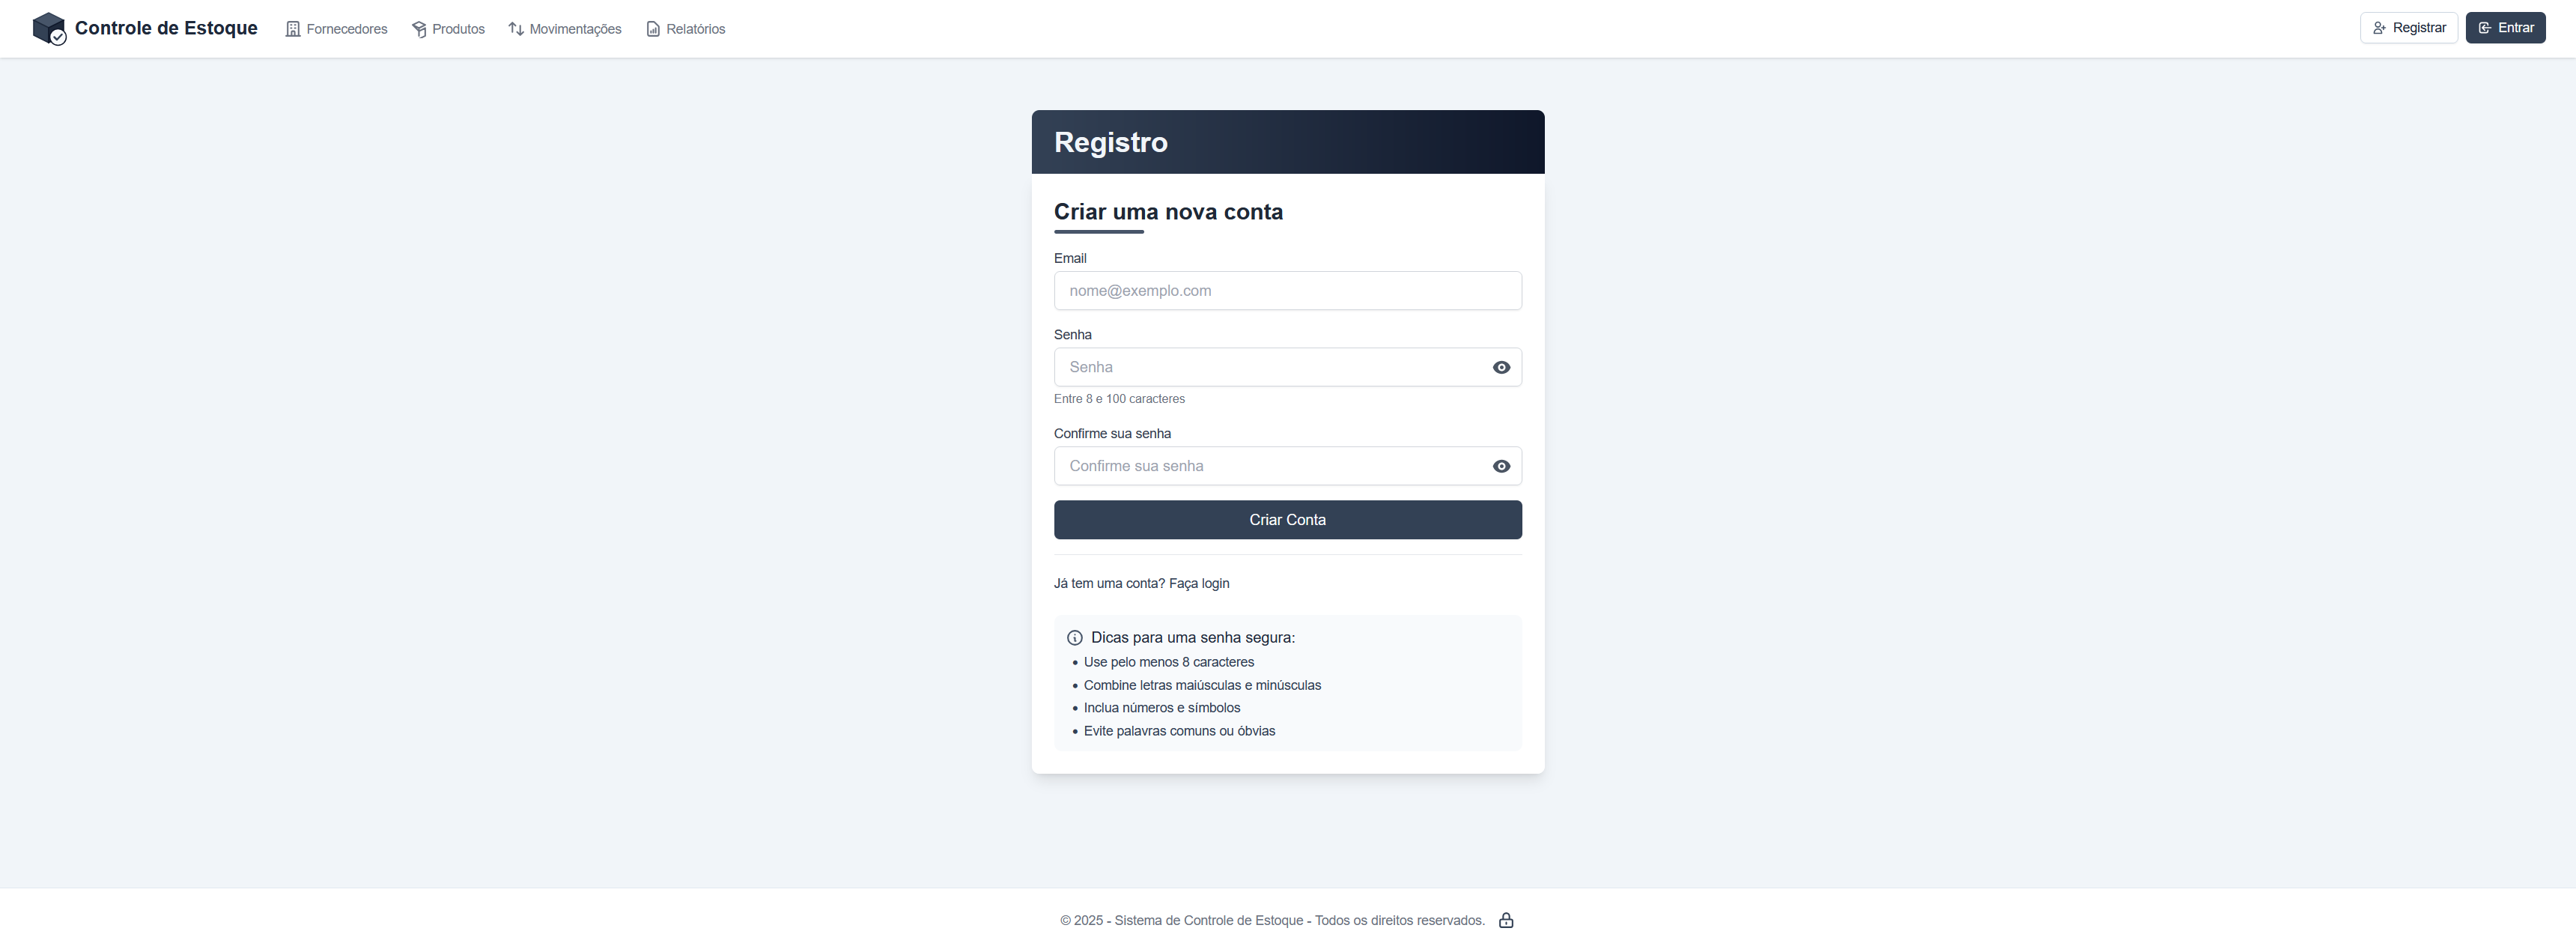 Controle de Estoque Fornecedores Produtos Movimentações Relatórios Registrar Entrar
Registro
Criar uma nova conta
Email
nome@exemplo.com
Senha
Senha
Entre 8 e 100 caracteres
Confirme sua senha
Confirme sua senha
Criar Conta
Já tem uma conta? Faça login
Dicas para uma senha segura:
• Use pelo menos 8 caracteres
• Combine letras maiúsculas e minúsculas
• Inclua números e símbolos
• Evite palavras comuns ou óbvias
© 2025 - Sistema de Controle de Estoque - Todos os direitos reservados.